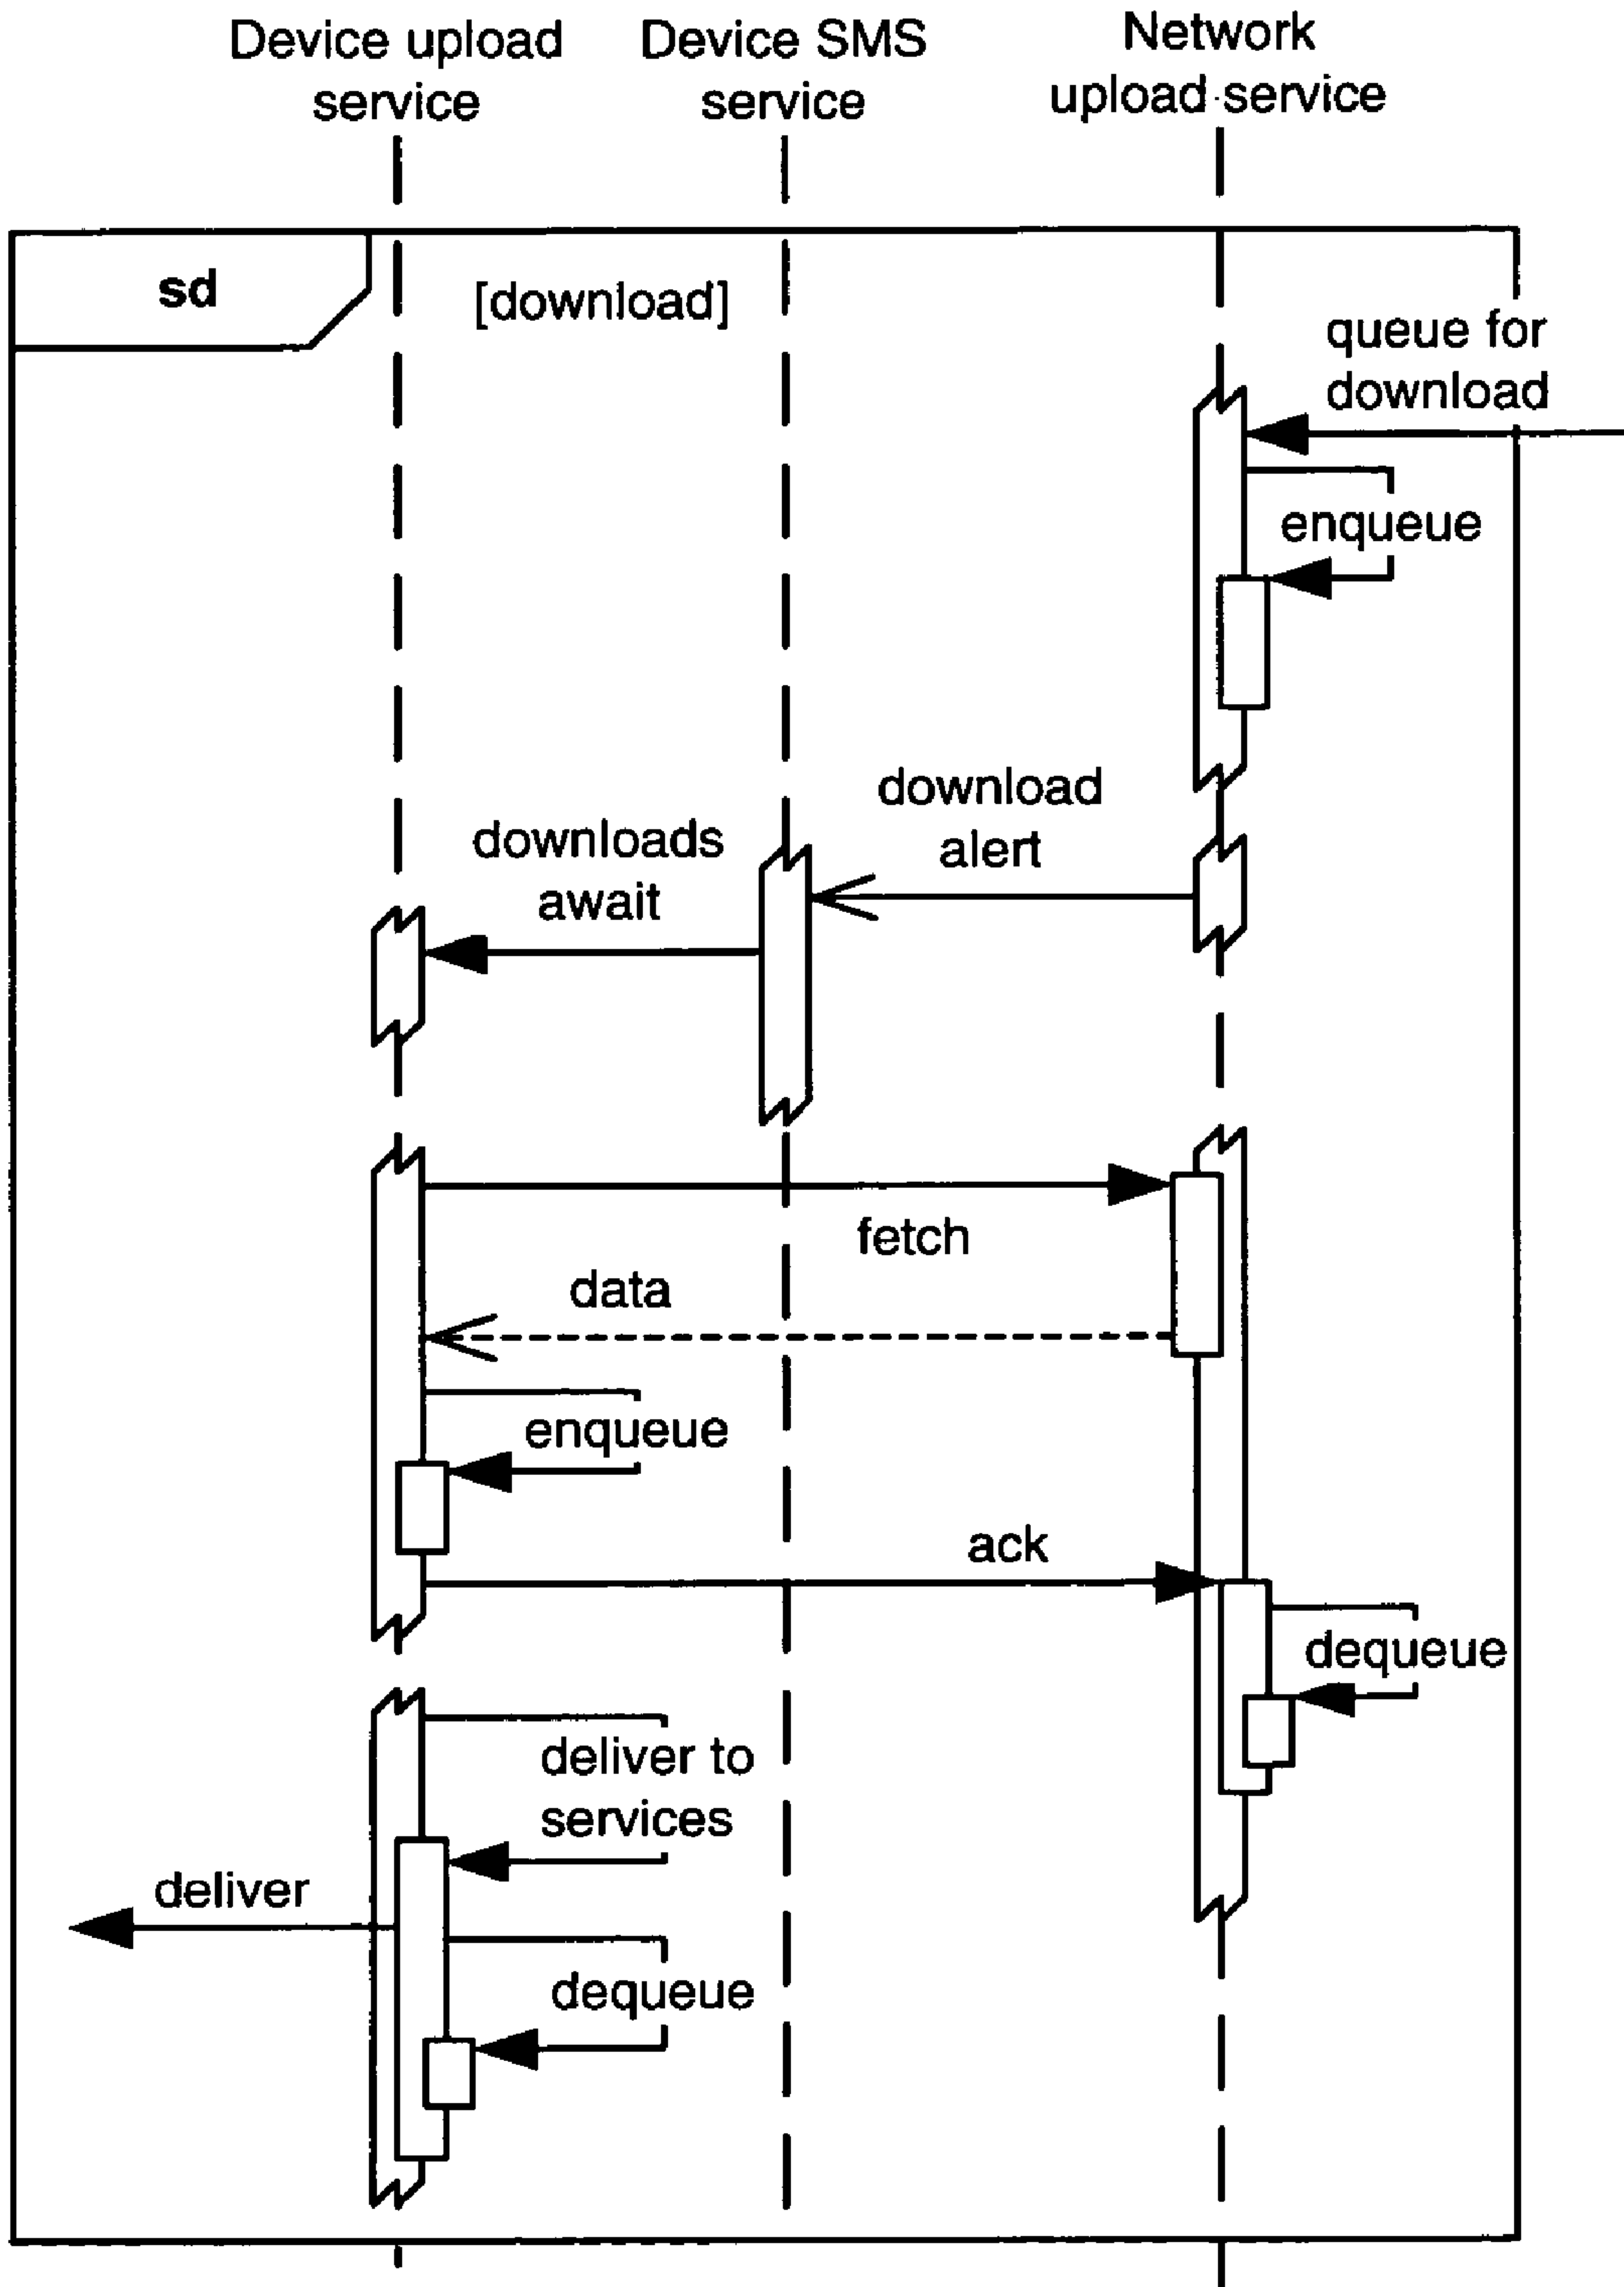 Device upload
service
Device SMS
service
Network
upload service
sd
[download]
queue for
download
enqueue
download
alert
downloads
await
fetch
data
enqueue
ack
dequeue
deliver to
services
deliver
dequeue